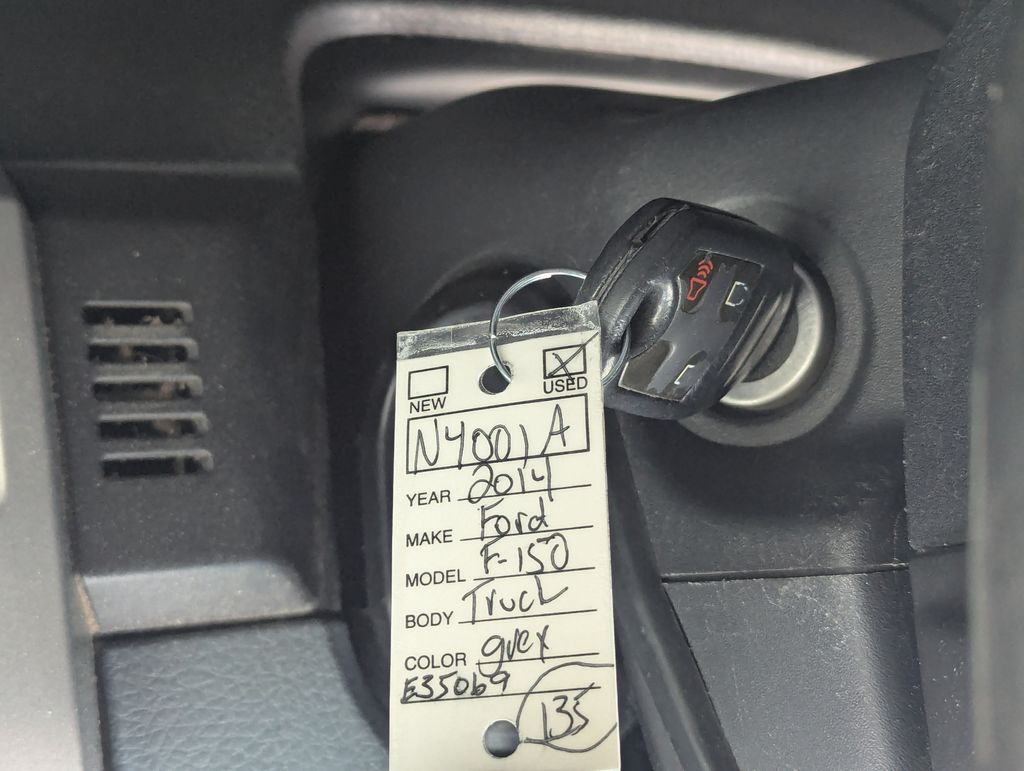 NEW USED
N4001A
YEAR 2014
MAKE Ford
MODEL F-150
BODY Truck
COLOR grey
E35069
135